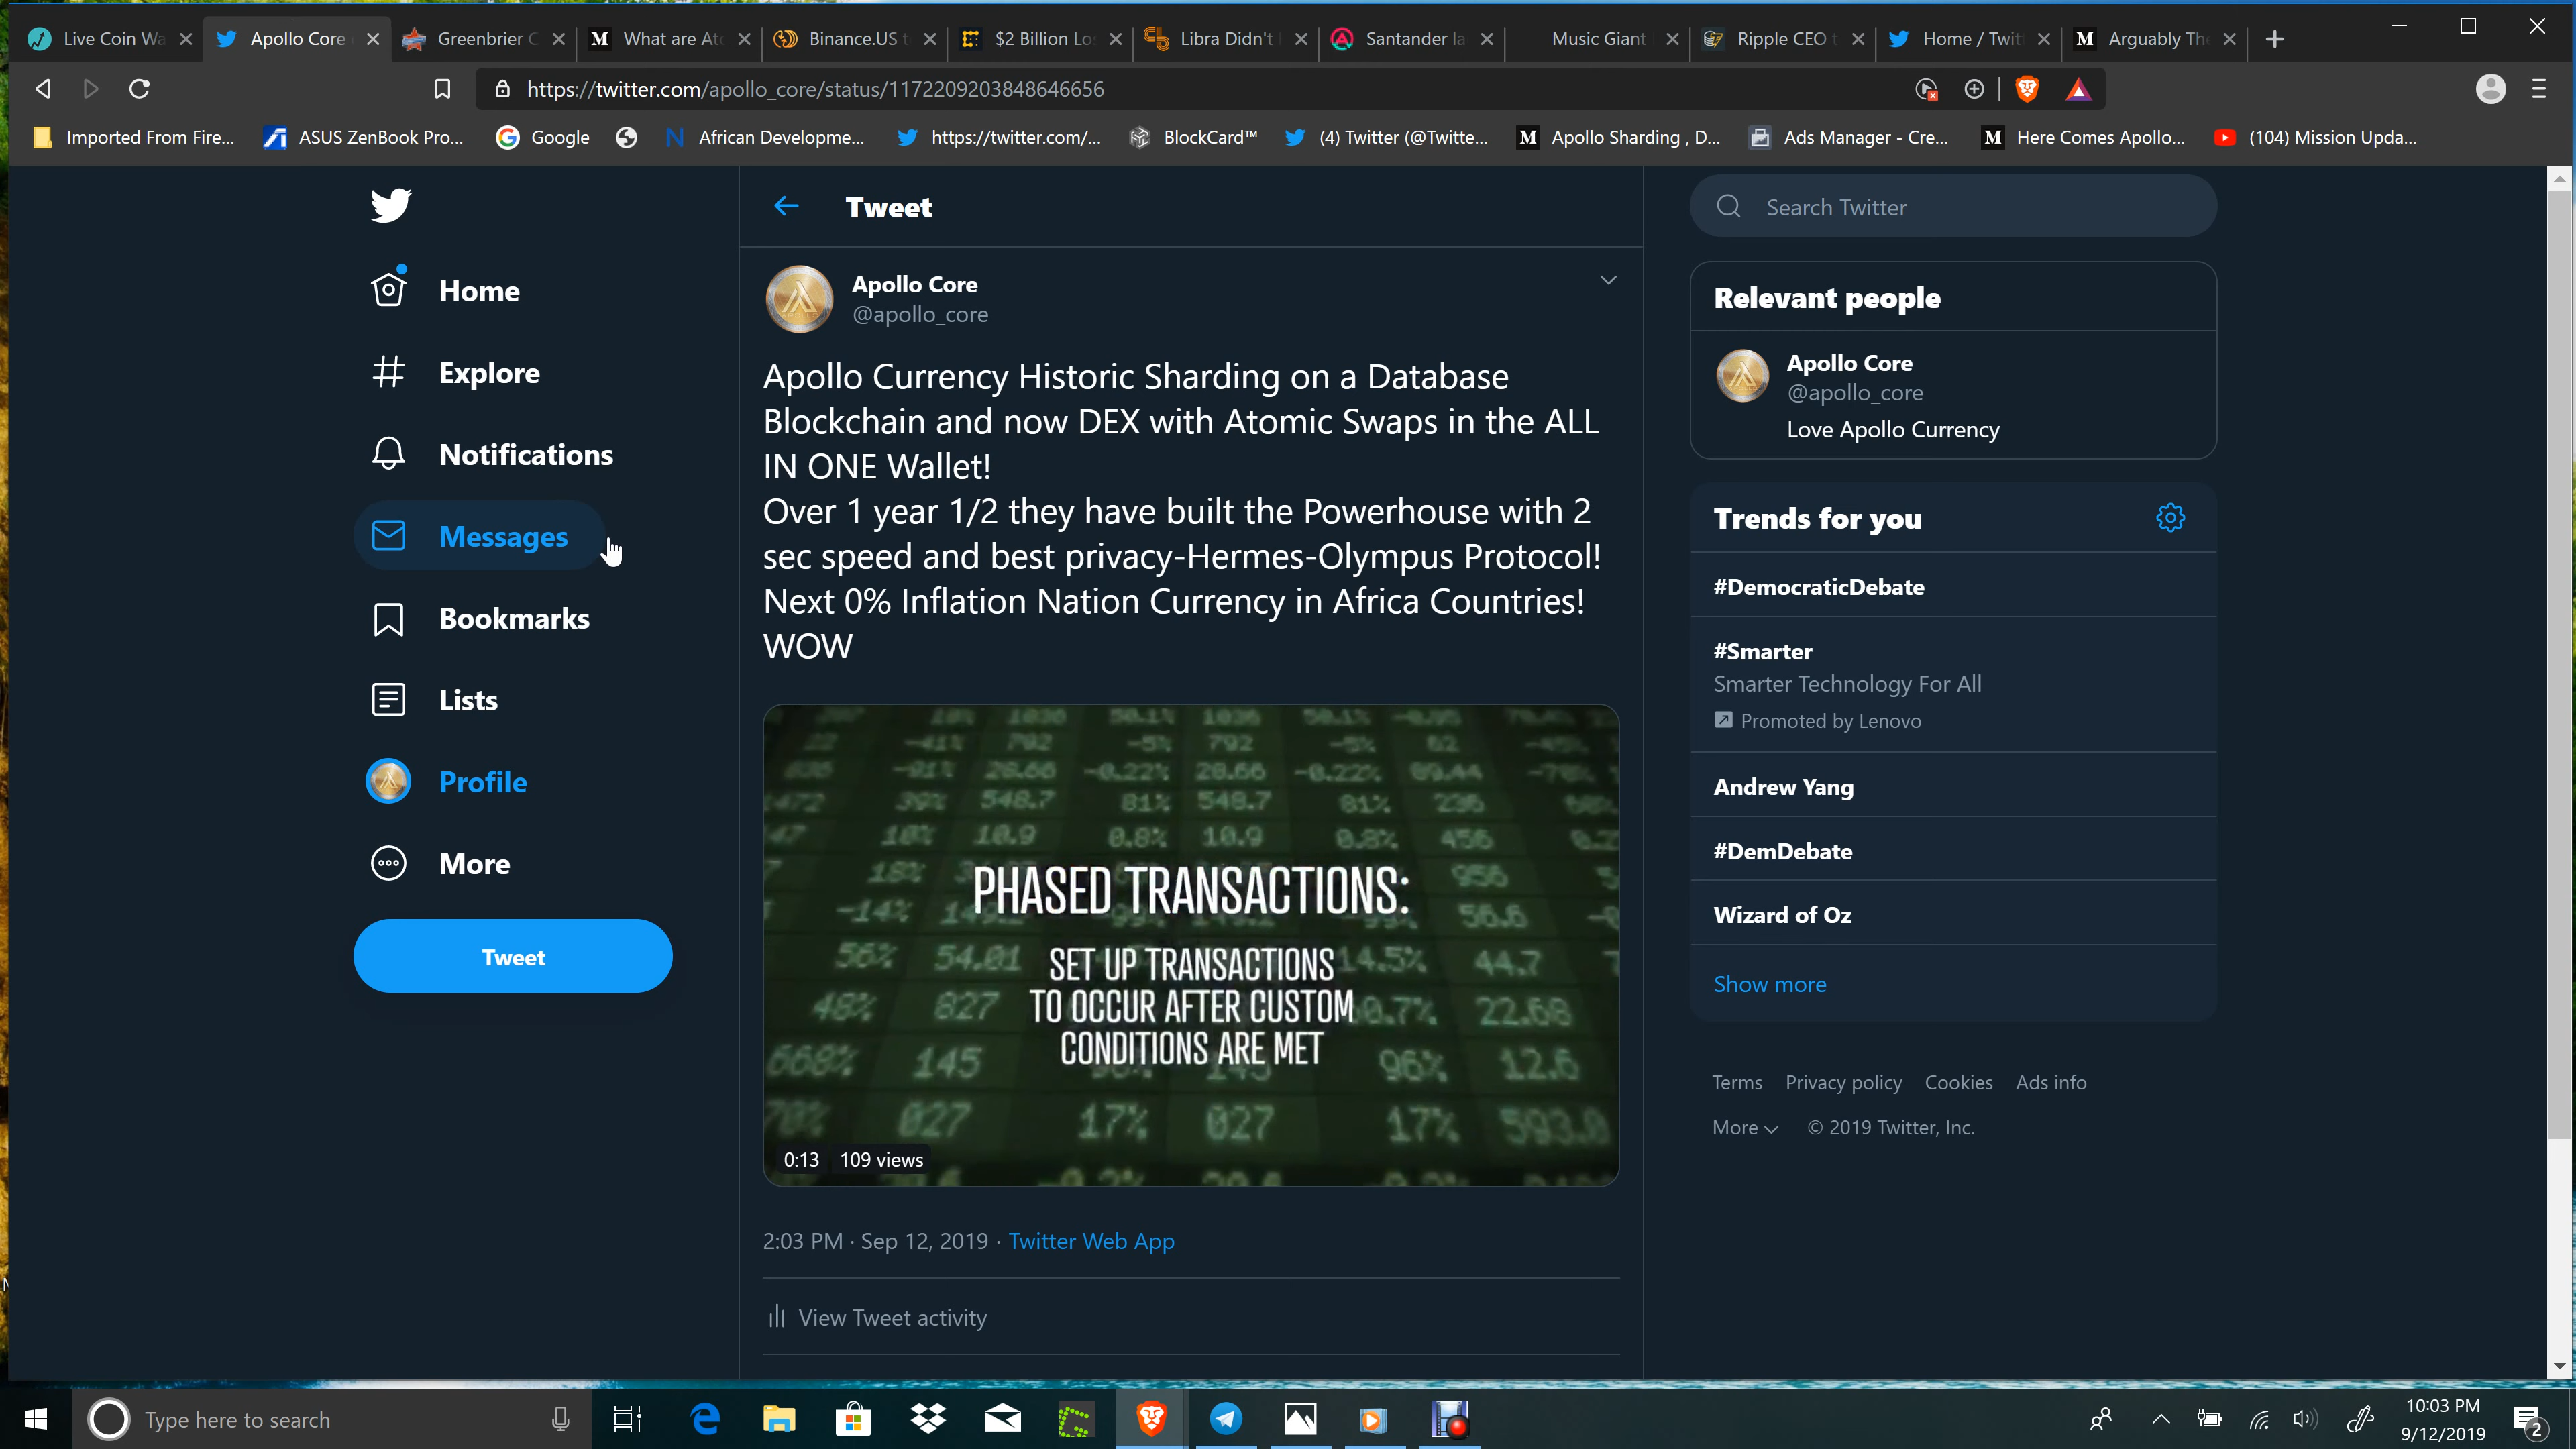 Live Coin Wa
Apollo Core
Greenbrier C
What are Ato
Binance.US t
$2 Billion Lo
Libra Didn't
Santander la
Music Giant
Ripple CEO t
Home / Twit
Arguably The
https://twitter.com/apollo_core/status/1172209203848646656
Imported From Fire...
ASUS ZenBook Pro...
Google
African Developme...
https://twitter.com/...
BlockCard™
(4) Twitter (@Twitte...
Apollo Sharding , D...
Ads Manager - Cre...
Here Comes Apollo...
(104) Mission Upda...
Home
Explore
Notifications
Messages
Bookmarks
Lists
Profile
More
Tweet
Tweet
Apollo Core
@apollo_core
Apollo Currency Historic Sharding on a Database
Blockchain and now DEX with Atomic Swaps in the ALL
IN ONE Wallet!
Over 1 year 1/2 they have built the Powerhouse with 2
sec speed and best privacy-Hermes-Olympus Protocol!
Next 0% Inflation Nation Currency in Africa Countries!
WOW
PHASED TRANSACTIONS:
SET UP TRANSACTIONS
TO OCCUR AFTER CUSTOM
CONDITIONS ARE MET
0:13 109 views
2:03 PM · Sep 12, 2019 · Twitter Web App
View Tweet activity
Search Twitter
Relevant people
Apollo Core
@apollo_core
Love Apollo Currency
Trends for you
#DemocraticDebate
#Smarter
Smarter Technology For All
Promoted by Lenovo
Andrew Yang
#DemDebate
Wizard of Oz
Show more
Terms Privacy policy Cookies Ads info
More © 2019 Twitter, Inc.
Type here to search
10:03 PM
9/12/2019
2